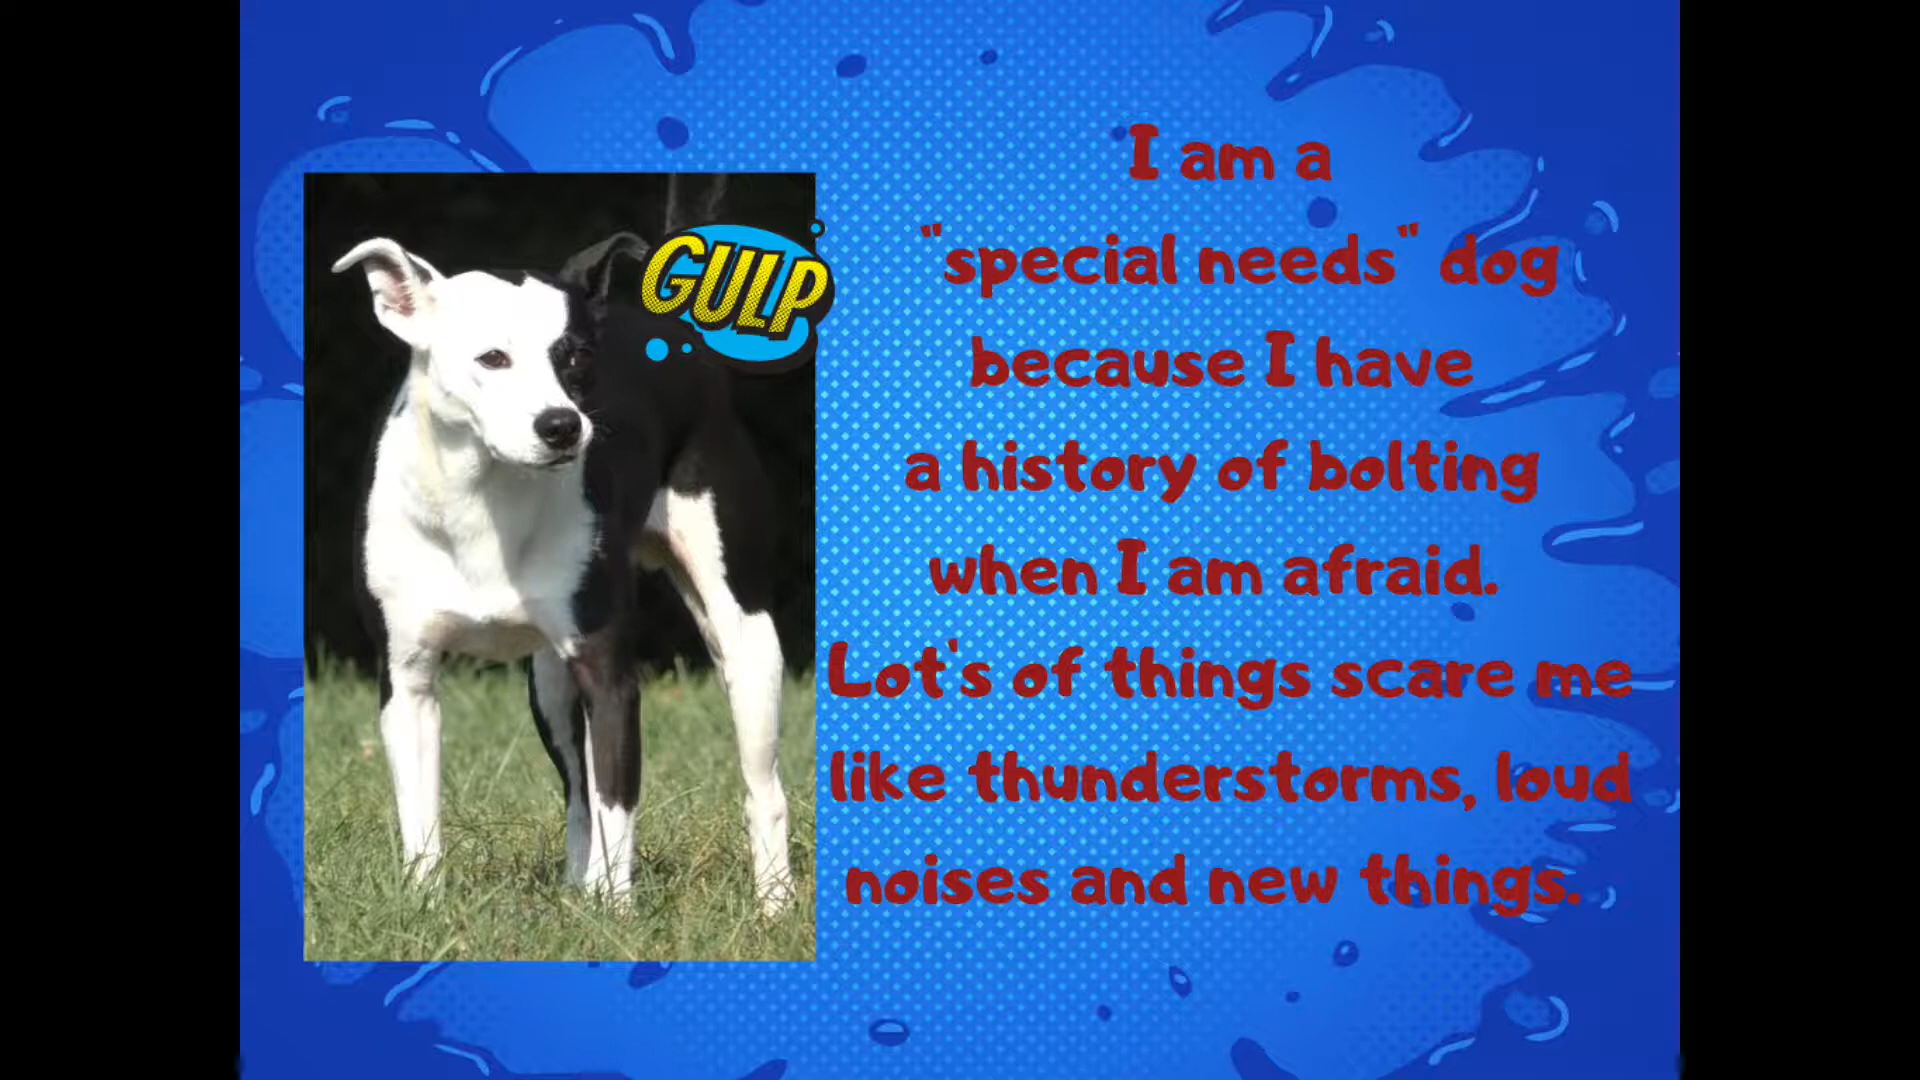 GULP
I am a
"special needs" dog
because I have
a history of bolting
when I am afraid.
Lot's of things scare me
like thunderstorms, loud
noises and new things.